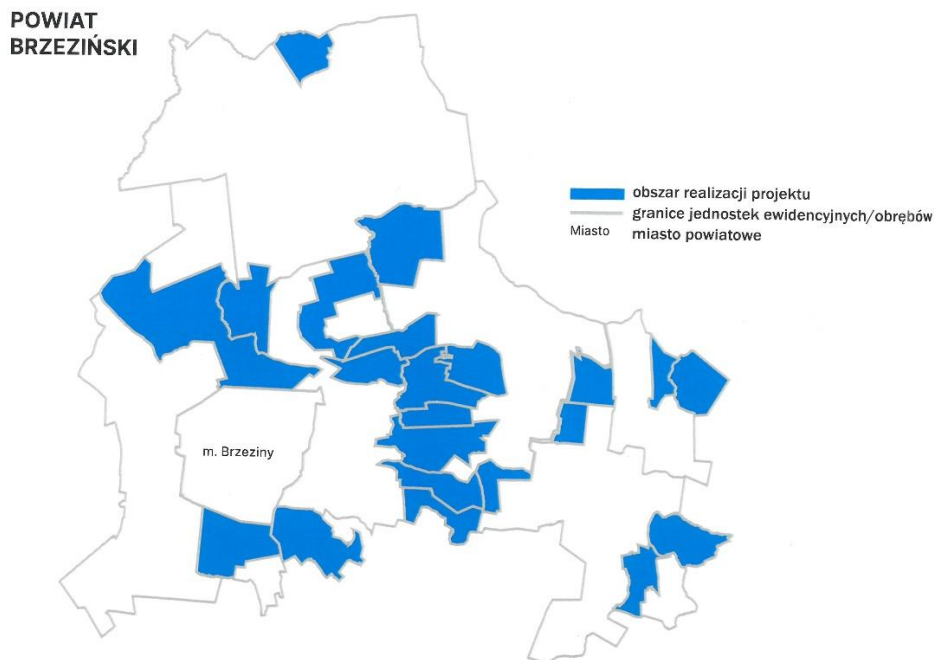 POWIAT
BRZEZIŃSKI
obszar realizacji projektu
granice jednostek ewidencyjnych/obrębów
Miasto miasto powiatowe
m. Brzeziny